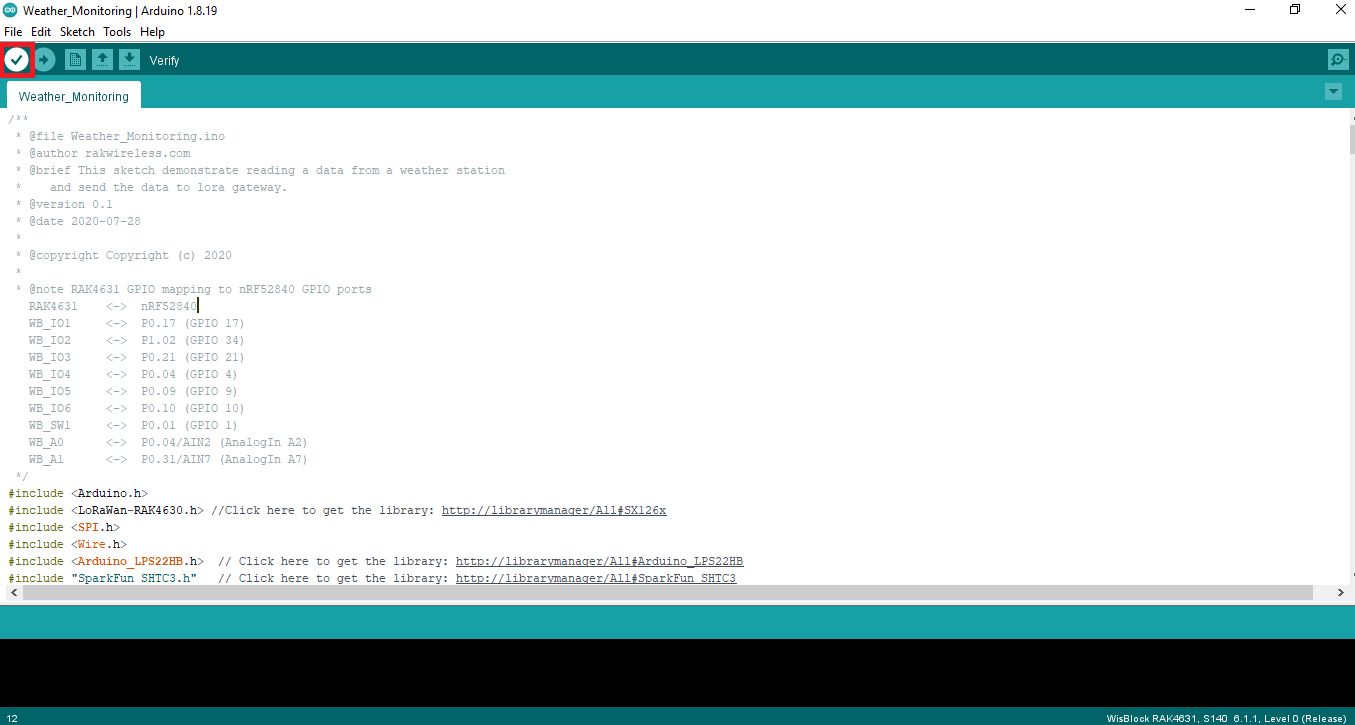 Weather_Monitoring | Arduino 1.8.19
File Edit Sketch Tools Help
Verify
Weather_Monitoring
/**
* @file Weather_Monitoring.ino
* @author rakwireless.com
* @brief This sketch demonstrate reading a data from a weather station
* and send the data to lora gateway.
* @version 0.1
* @date 2020-07-28
*
* @copyright Copyright (c) 2020
*
* @note RAK4631 GPIO mapping to nRF52840 GPIO ports
RAK4631 <-> nRF52840
WB_IO1 <-> P0.17 (GPIO 17)
WB_IO2 <-> P1.02 (GPIO 34)
WB_IO3 <-> P0.21 (GPIO 21)
WB_IO4 <-> P0.04 (GPIO 4)
WB_IO5 <-> P0.09 (GPIO 9)
WB_IO6 <-> P0.10 (GPIO 10)
WB_SW1 <-> P0.01 (GPIO 1)
WB_A0 <-> P0.04/AIN2 (AnalogIn A2)
WB_A1 <-> P0.31/AIN7 (AnalogIn A7)
*/
#include <Arduino.h>
#include <LoRaWan-RAK4630.h> //Click here to get the library: http://librarymanager/All#SX126x
#include <SPI.h>
#include <Wire.h>
#include <Arduino_LPS22HB.h> // Click here to get the library: http://librarymanager/All#Arduino_LPS22HB
#include "SparkFun_SHTC3.h" // Click here to get the library: http://librarymanager/All#SparkFun_SHTC3
12
WisBlock RAK4631, S140 6.1.1, Level 0 (Release)